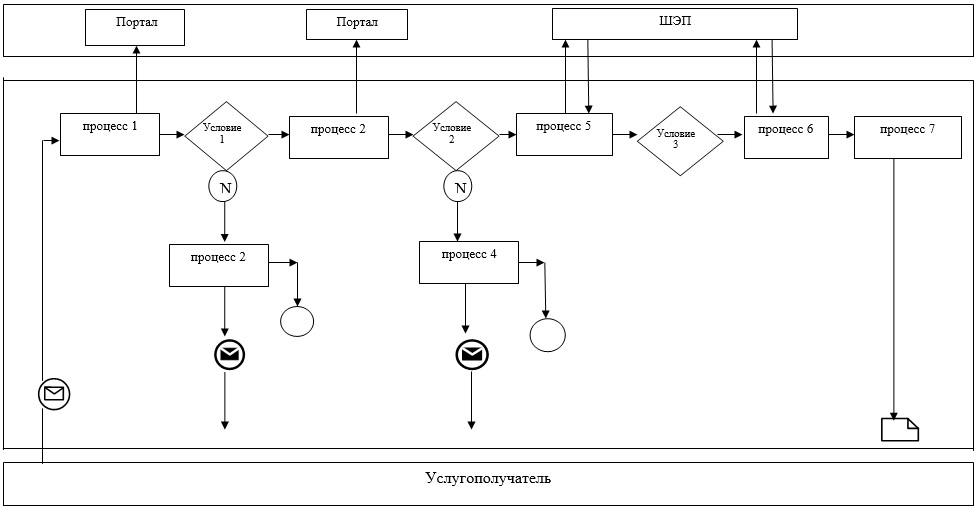 Портал
Портал
ШЭП
процесс 1
Условие
1
процесс 2
Условие
2
процесс 5
Условие
3
процесс 6
процесс 7
N
N
процесс 2
процесс 4
Услугополучатель